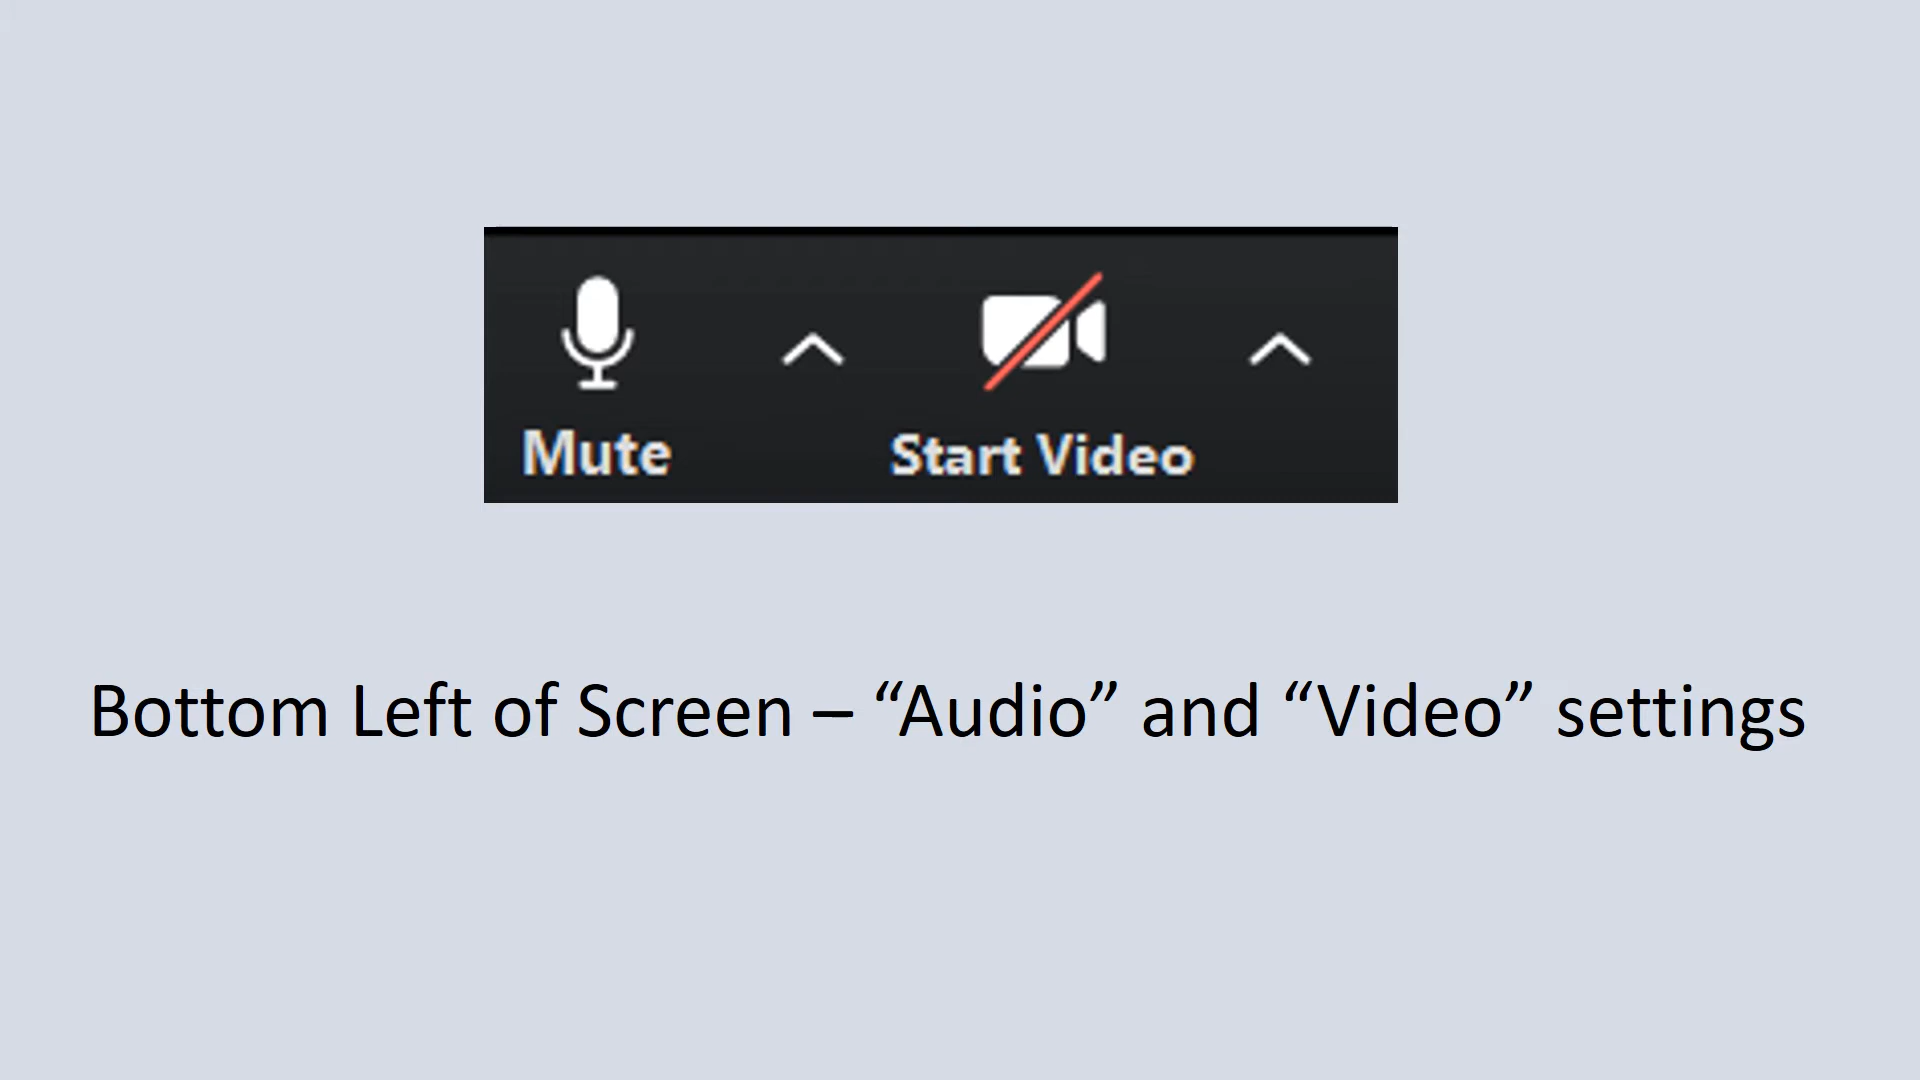 Mute
Start Video
Bottom Left of Screen – “Audio” and “Video” settings